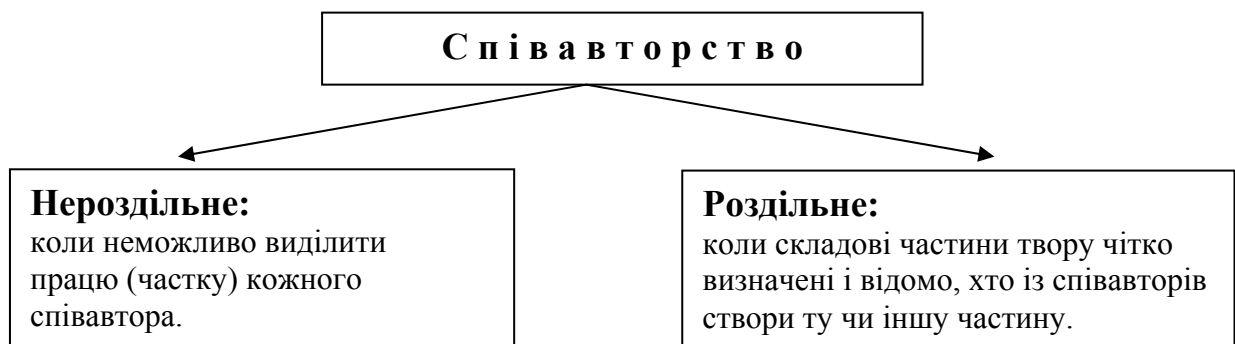 С п і в а в т о р с т в о
Нероздільне:
коли неможливо виділити
працю (частку) кожного
співавтора.
Роздільне:
коли складові частини твору чітко
визначені і відомо, хто із співавторів
створи ту чи іншу частину.